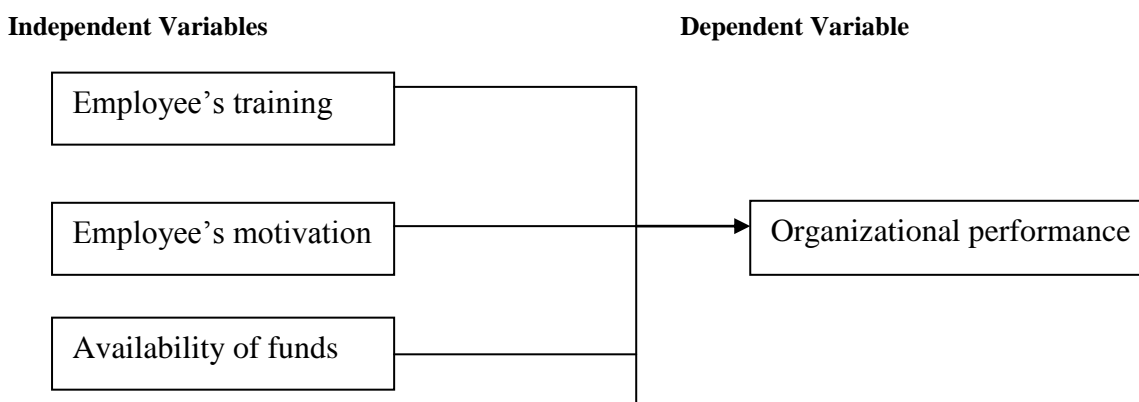 Independent Variables
Dependent Variable
Employee’s training
Employee’s motivation
Organizational performance
Availability of funds